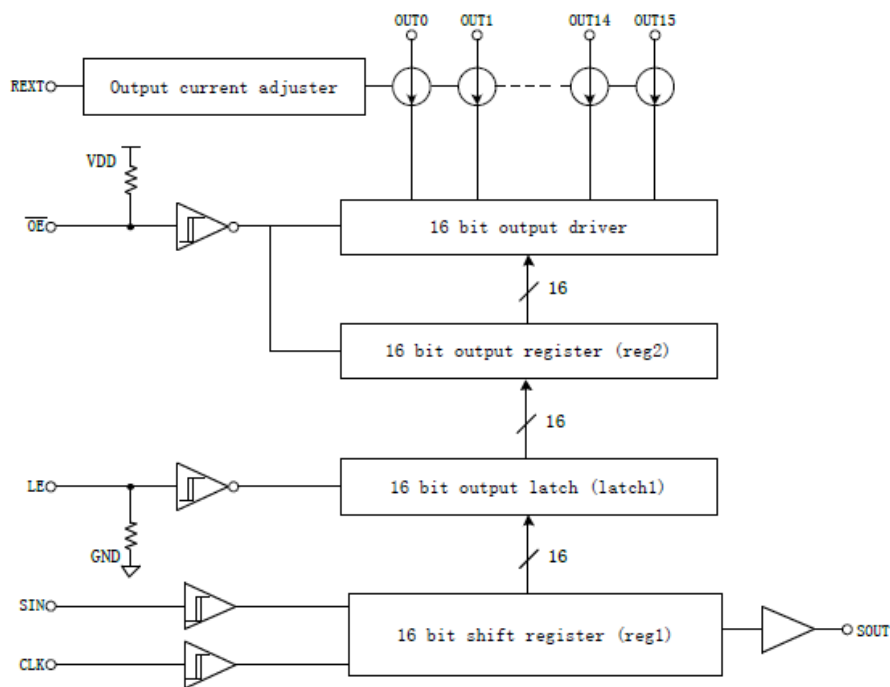 OUT0 OUT1 OUT14 OUT15
REXT Output current adjuster
VDD
OE 16 bit output driver
16
16 bit output register (reg2)
16
LE 16 bit output latch (latch1)
GND 16
SIN
16 bit shift register (reg1) SOUT
CLK